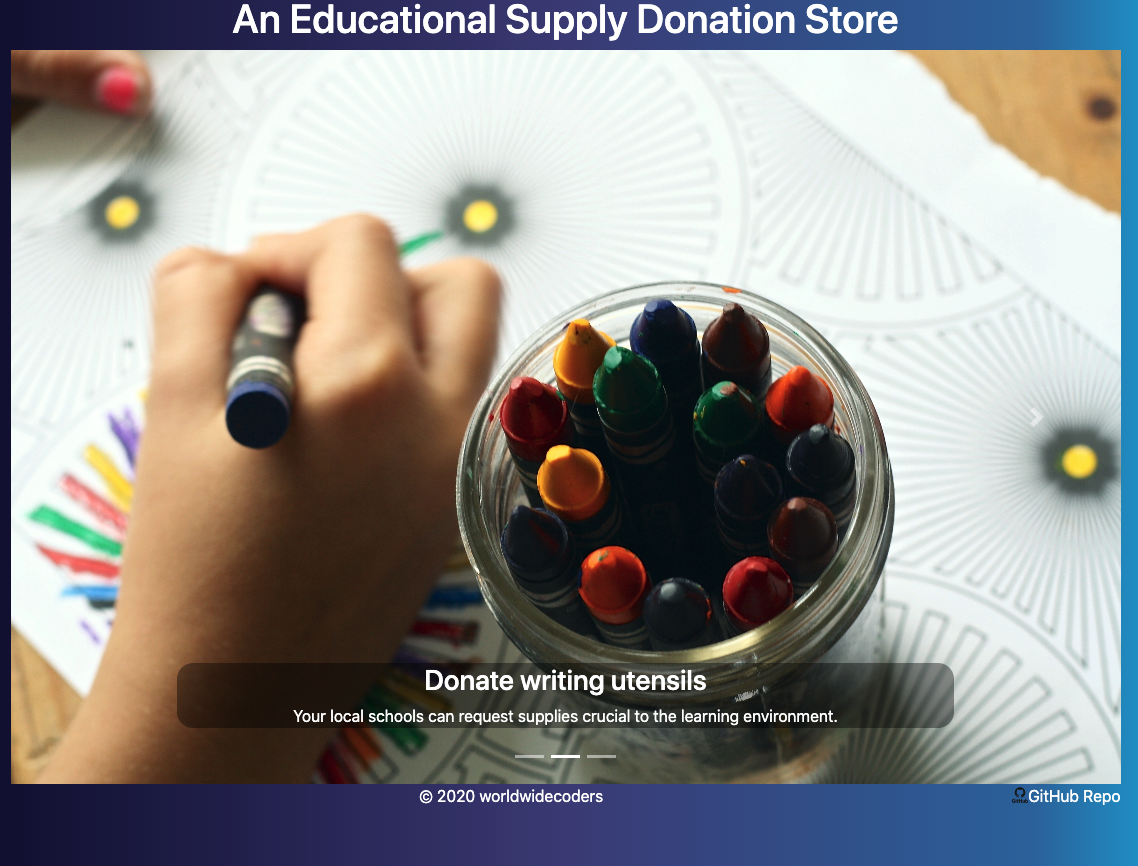 An Educational Supply Donation Store
Donate writing utensils
Your local schools can request supplies crucial to the learning environment.
© 2020 worldwidecoders
GitHub GitHub Repo